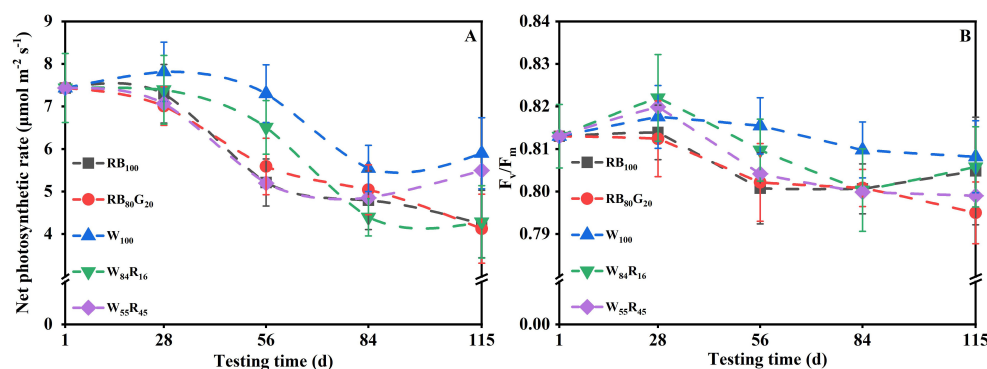 A
Net photosynthetic rate (μmol m⁻² s⁻¹)
9
8
7
6
5
4
0
RB₁₀₀
RB₈₀G₂₀
W₁₀₀
W₈₄R₁₆
W₅₅R₄₅
1 28 56 84 115
Testing time (d)
B
Fᵥ/Fₘ
0.84
0.83
0.82
0.81
0.80
0.79
0.00
RB₁₀₀
RB₈₀G₂₀
W₁₀₀
W₈₄R₁₆
W₅₅R₄₅
1 28 56 84 115
Testing time (d)